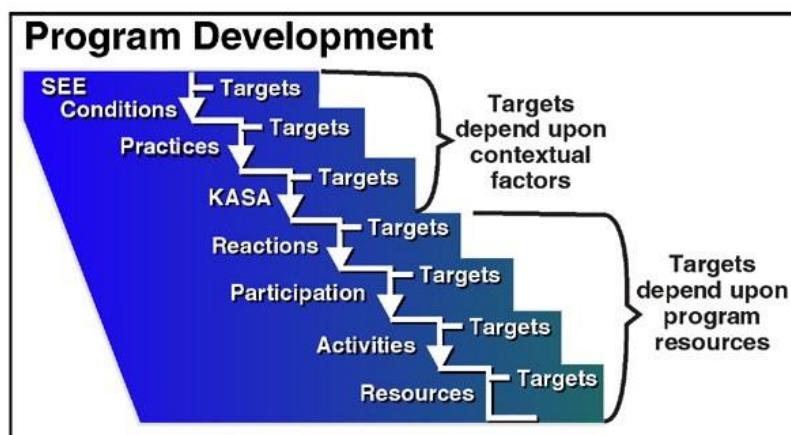 Program Development
SEE
Conditions
Targets
Practices
Targets
KASA
Targets
Reactions
Targets
Participation
Targets
Activities
Targets
Resources
Targets
Targets
depend upon
contextual
factors
Targets
depend upon
program
resources